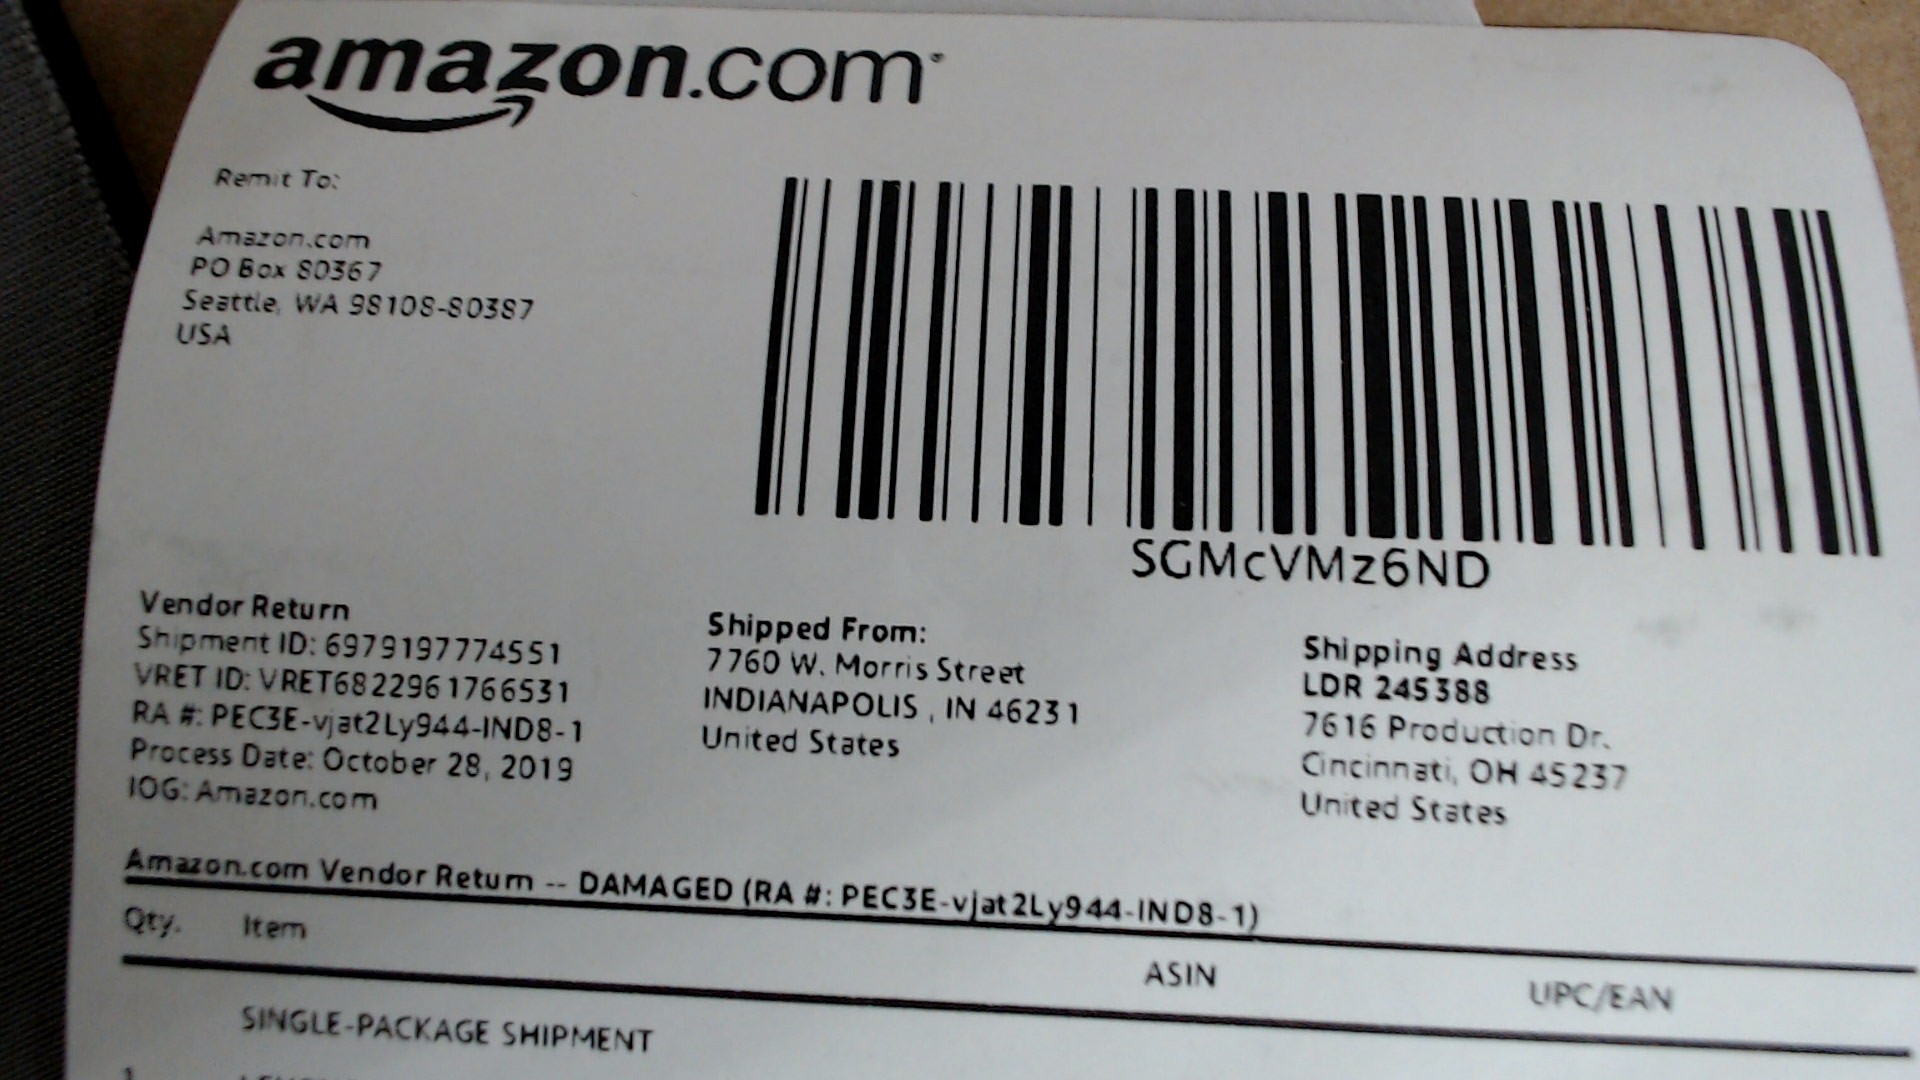 amazon.com
Remit To:
Amazon.com
PO Box 80367
Seattle, WA 98108-80387
USA
SGMcVMz6ND
Vendor Return
Shipment ID: 6979197774551
VRET ID: VRET6822961766531
RA #: PEC3E-vjat2Ly944-IND8-1
Process Date: October 28, 2019
IOG: Amazon.com
Shipped From:
7760 W. Morris Street
INDIANAPOLIS , IN 46231
United States
Shipping Address
LDR 245388
7616 Production Dr.
Cincinnati, OH 45237
United States
Amazon.com Vendor Return -- DAMAGED (RA #: PEC3E-vjat2Ly944-IND8-1)
Qty. Item ASIN UPC/EAN
SINGLE-PACKAGE SHIPMENT
1